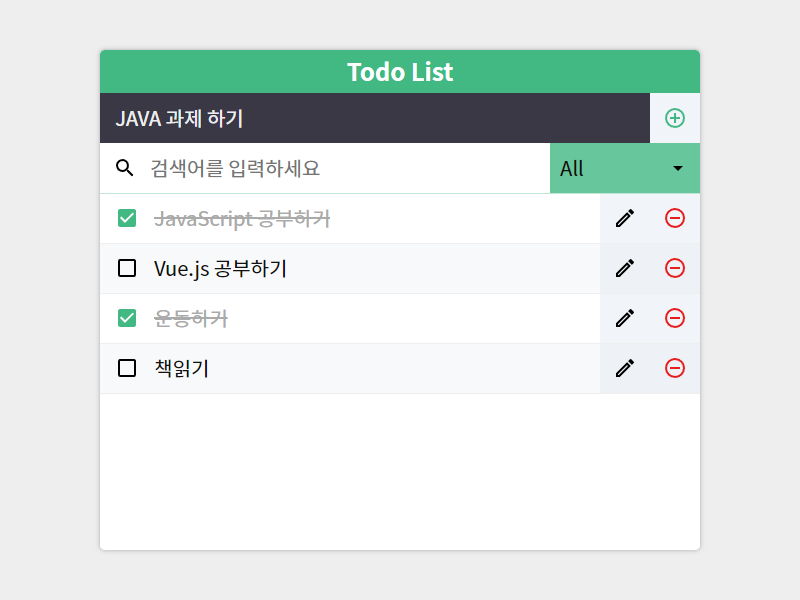 Todo List
JAVA 과제 하기
검색어를 입력하세요
All
JavaScript 공부하기
Vue.js 공부하기
운동하기
책읽기